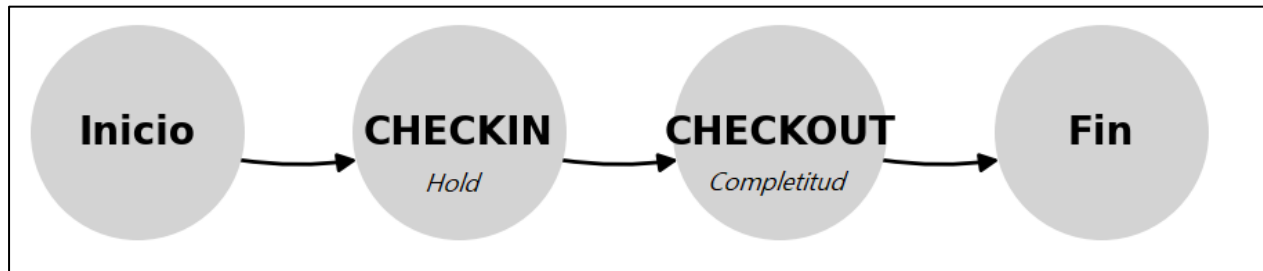 Inicio
CHECKIN
Hold
CHECKOUT
Completitud
Fin